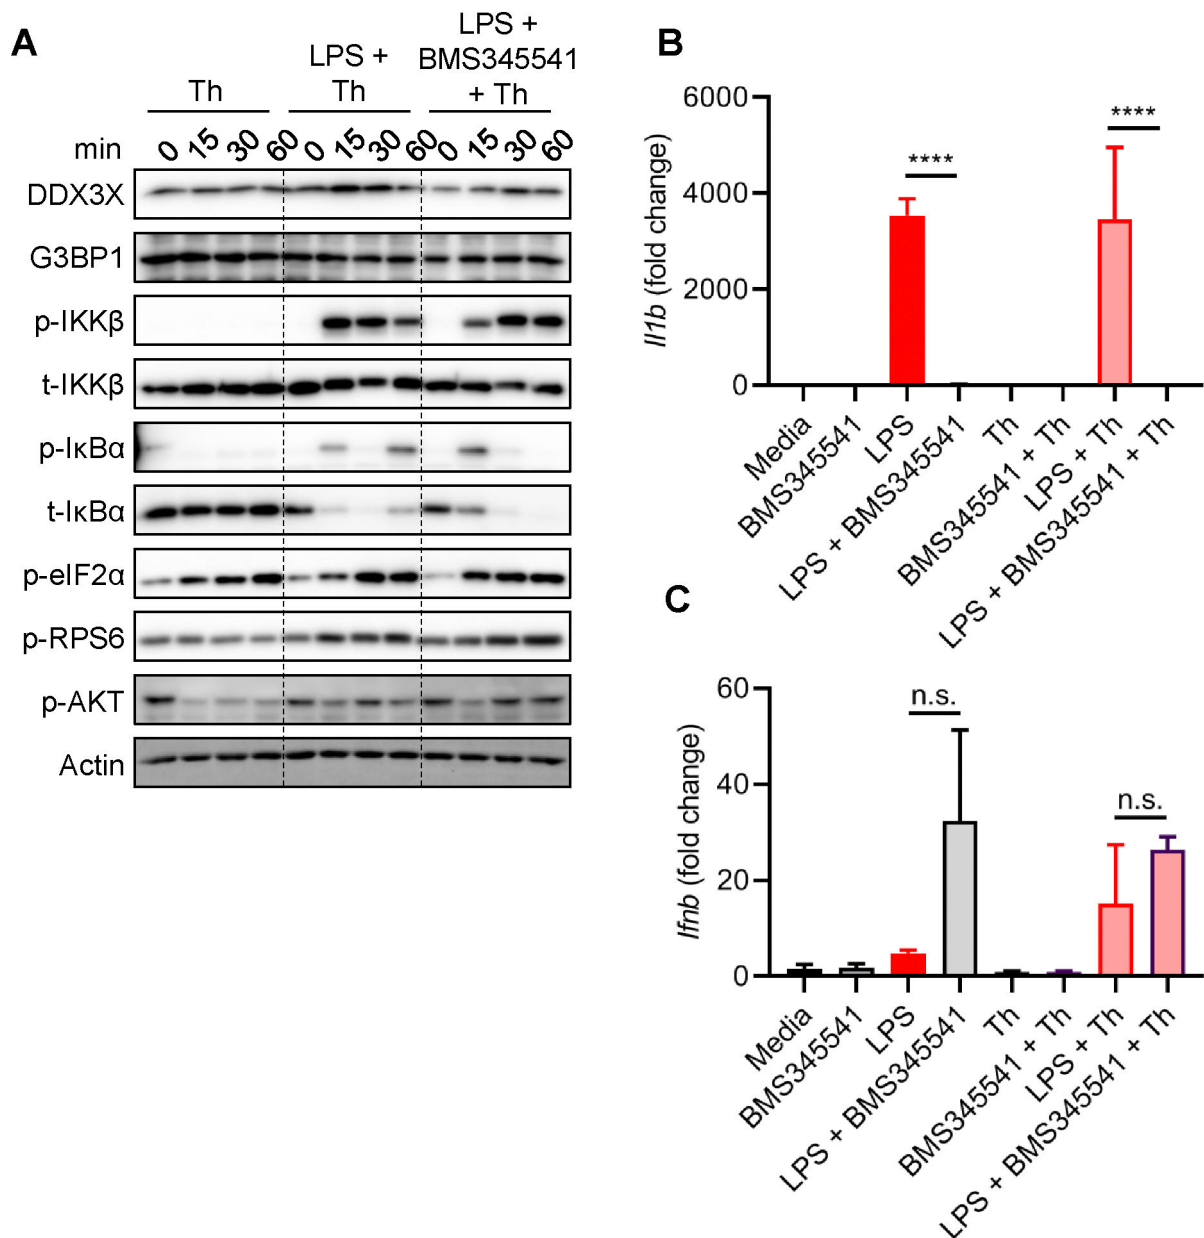 A
Th
LPS +
Th
LPS +
BMS345541
+ Th
min
0 15 30 60 0 15 30 60 0 15 30 60
DDX3X
G3BP1
p-IKKβ
t-IKKβ
p-IκBα
t-IκBα
p-eIF2α
p-RPS6
p-AKT
Actin
B
Il1b (fold change)
6000
4000
2000
0
****
****
Media
BMS345541
LPS
LPS + BMS345541
Th
BMS345541 + Th
LPS + Th
LPS + BMS345541 + Th
C
Ifnb (fold change)
60
40
20
0
n.s.
n.s.
Media
BMS345541
LPS
LPS + BMS345541
Th
BMS345541 + Th
LPS + Th
LPS + BMS345541 + Th